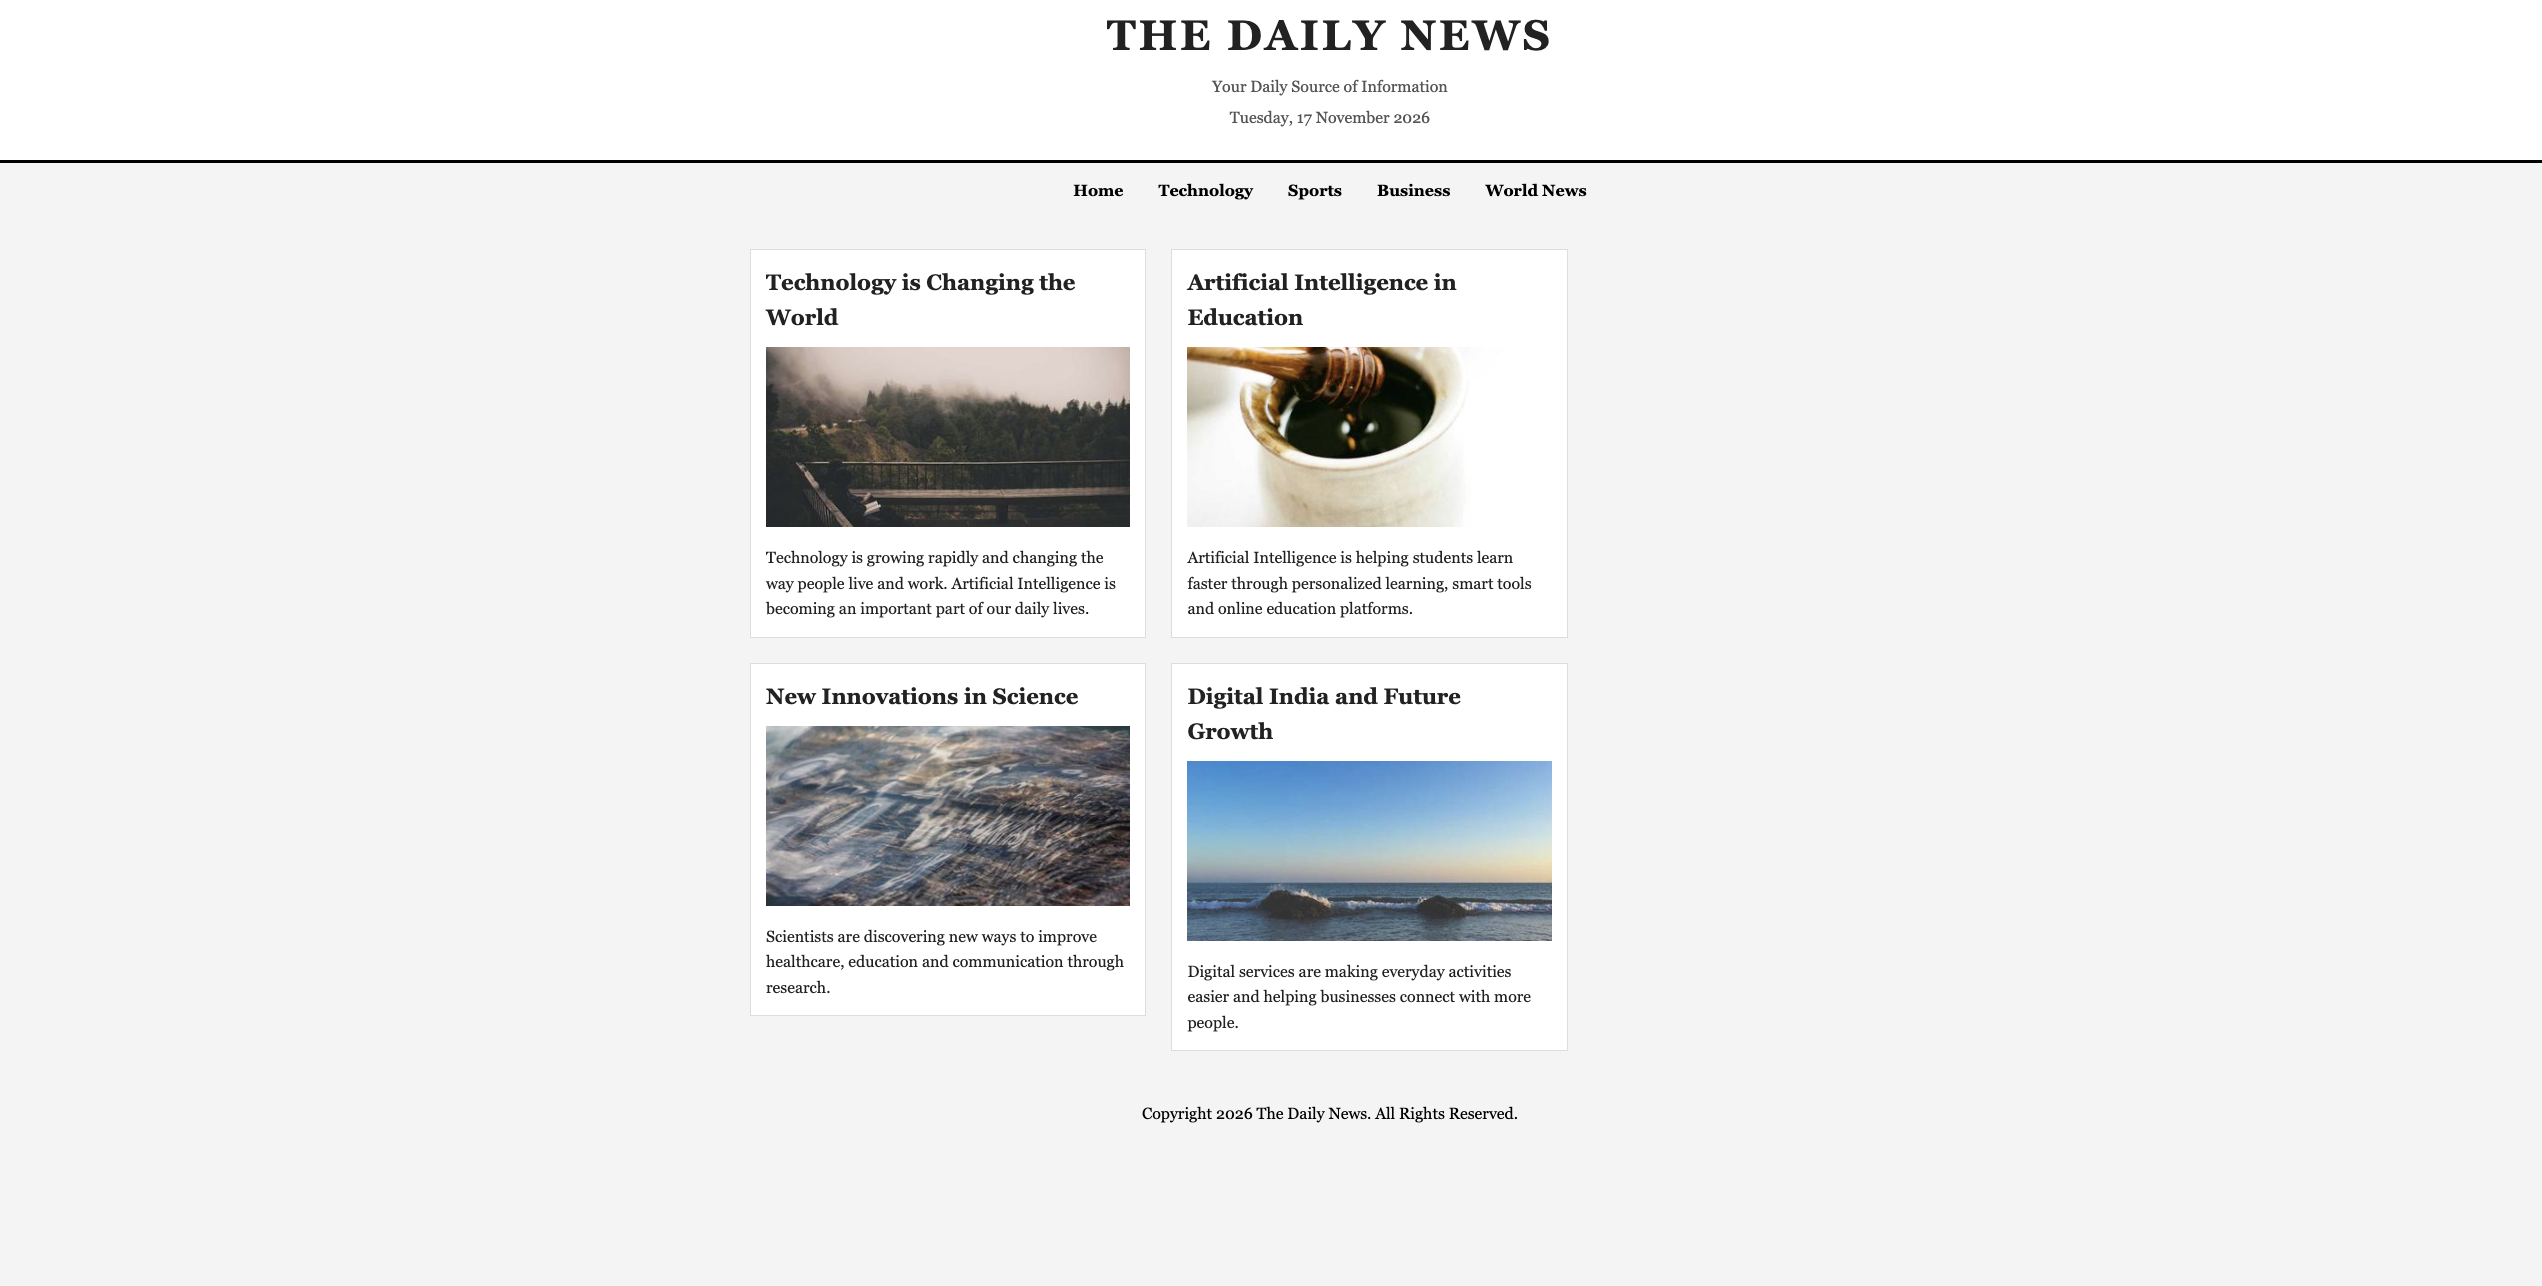 THE DAILY NEWS
Your Daily Source of Information
Tuesday, 17 November 2026
Home Technology Sports Business World News
Technology is Changing the
World
Technology is growing rapidly and changing the
way people live and work. Artificial Intelligence is
becoming an important part of our daily lives.
Artificial Intelligence in
Education
Artificial Intelligence is helping students learn
faster through personalized learning, smart tools
and online education platforms.
New Innovations in Science
Scientists are discovering new ways to improve
healthcare, education and communication through
research.
Digital India and Future
Growth
Digital services are making everyday activities
easier and helping businesses connect with more
people.
Copyright 2026 The Daily News. All Rights Reserved.